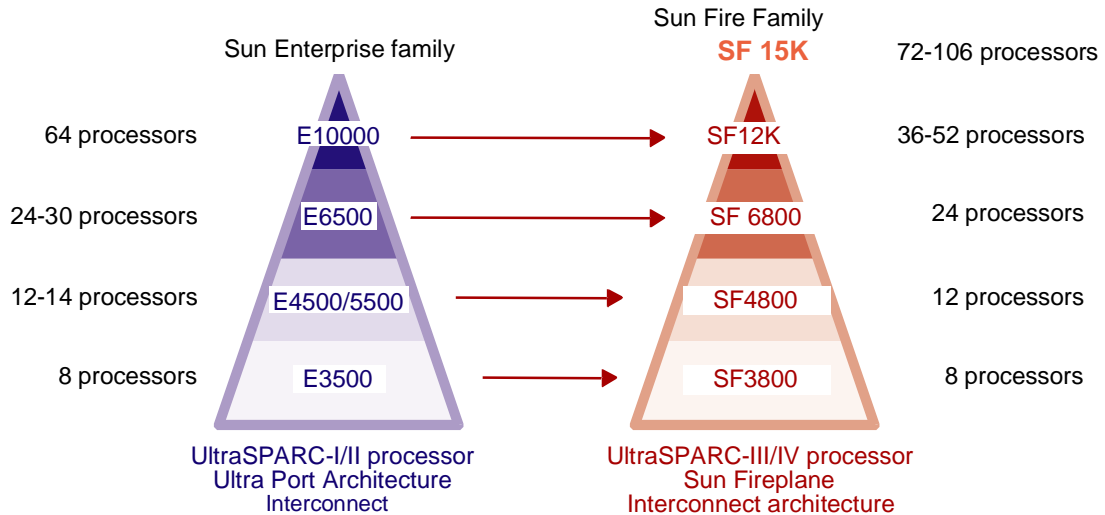 Sun Fire Family
Sun Enterprise family
SF 15K
72-106 processors
64 processors
E10000
SF12K
36-52 processors
24-30 processors
E6500
SF 6800
24 processors
12-14 processors
E4500/5500
SF4800
12 processors
8 processors
E3500
SF3800
8 processors
UltraSPARC-I/II processor
Ultra Port Architecture
Interconnect
UltraSPARC-III/IV processor
Sun Fireplane
Interconnect architecture